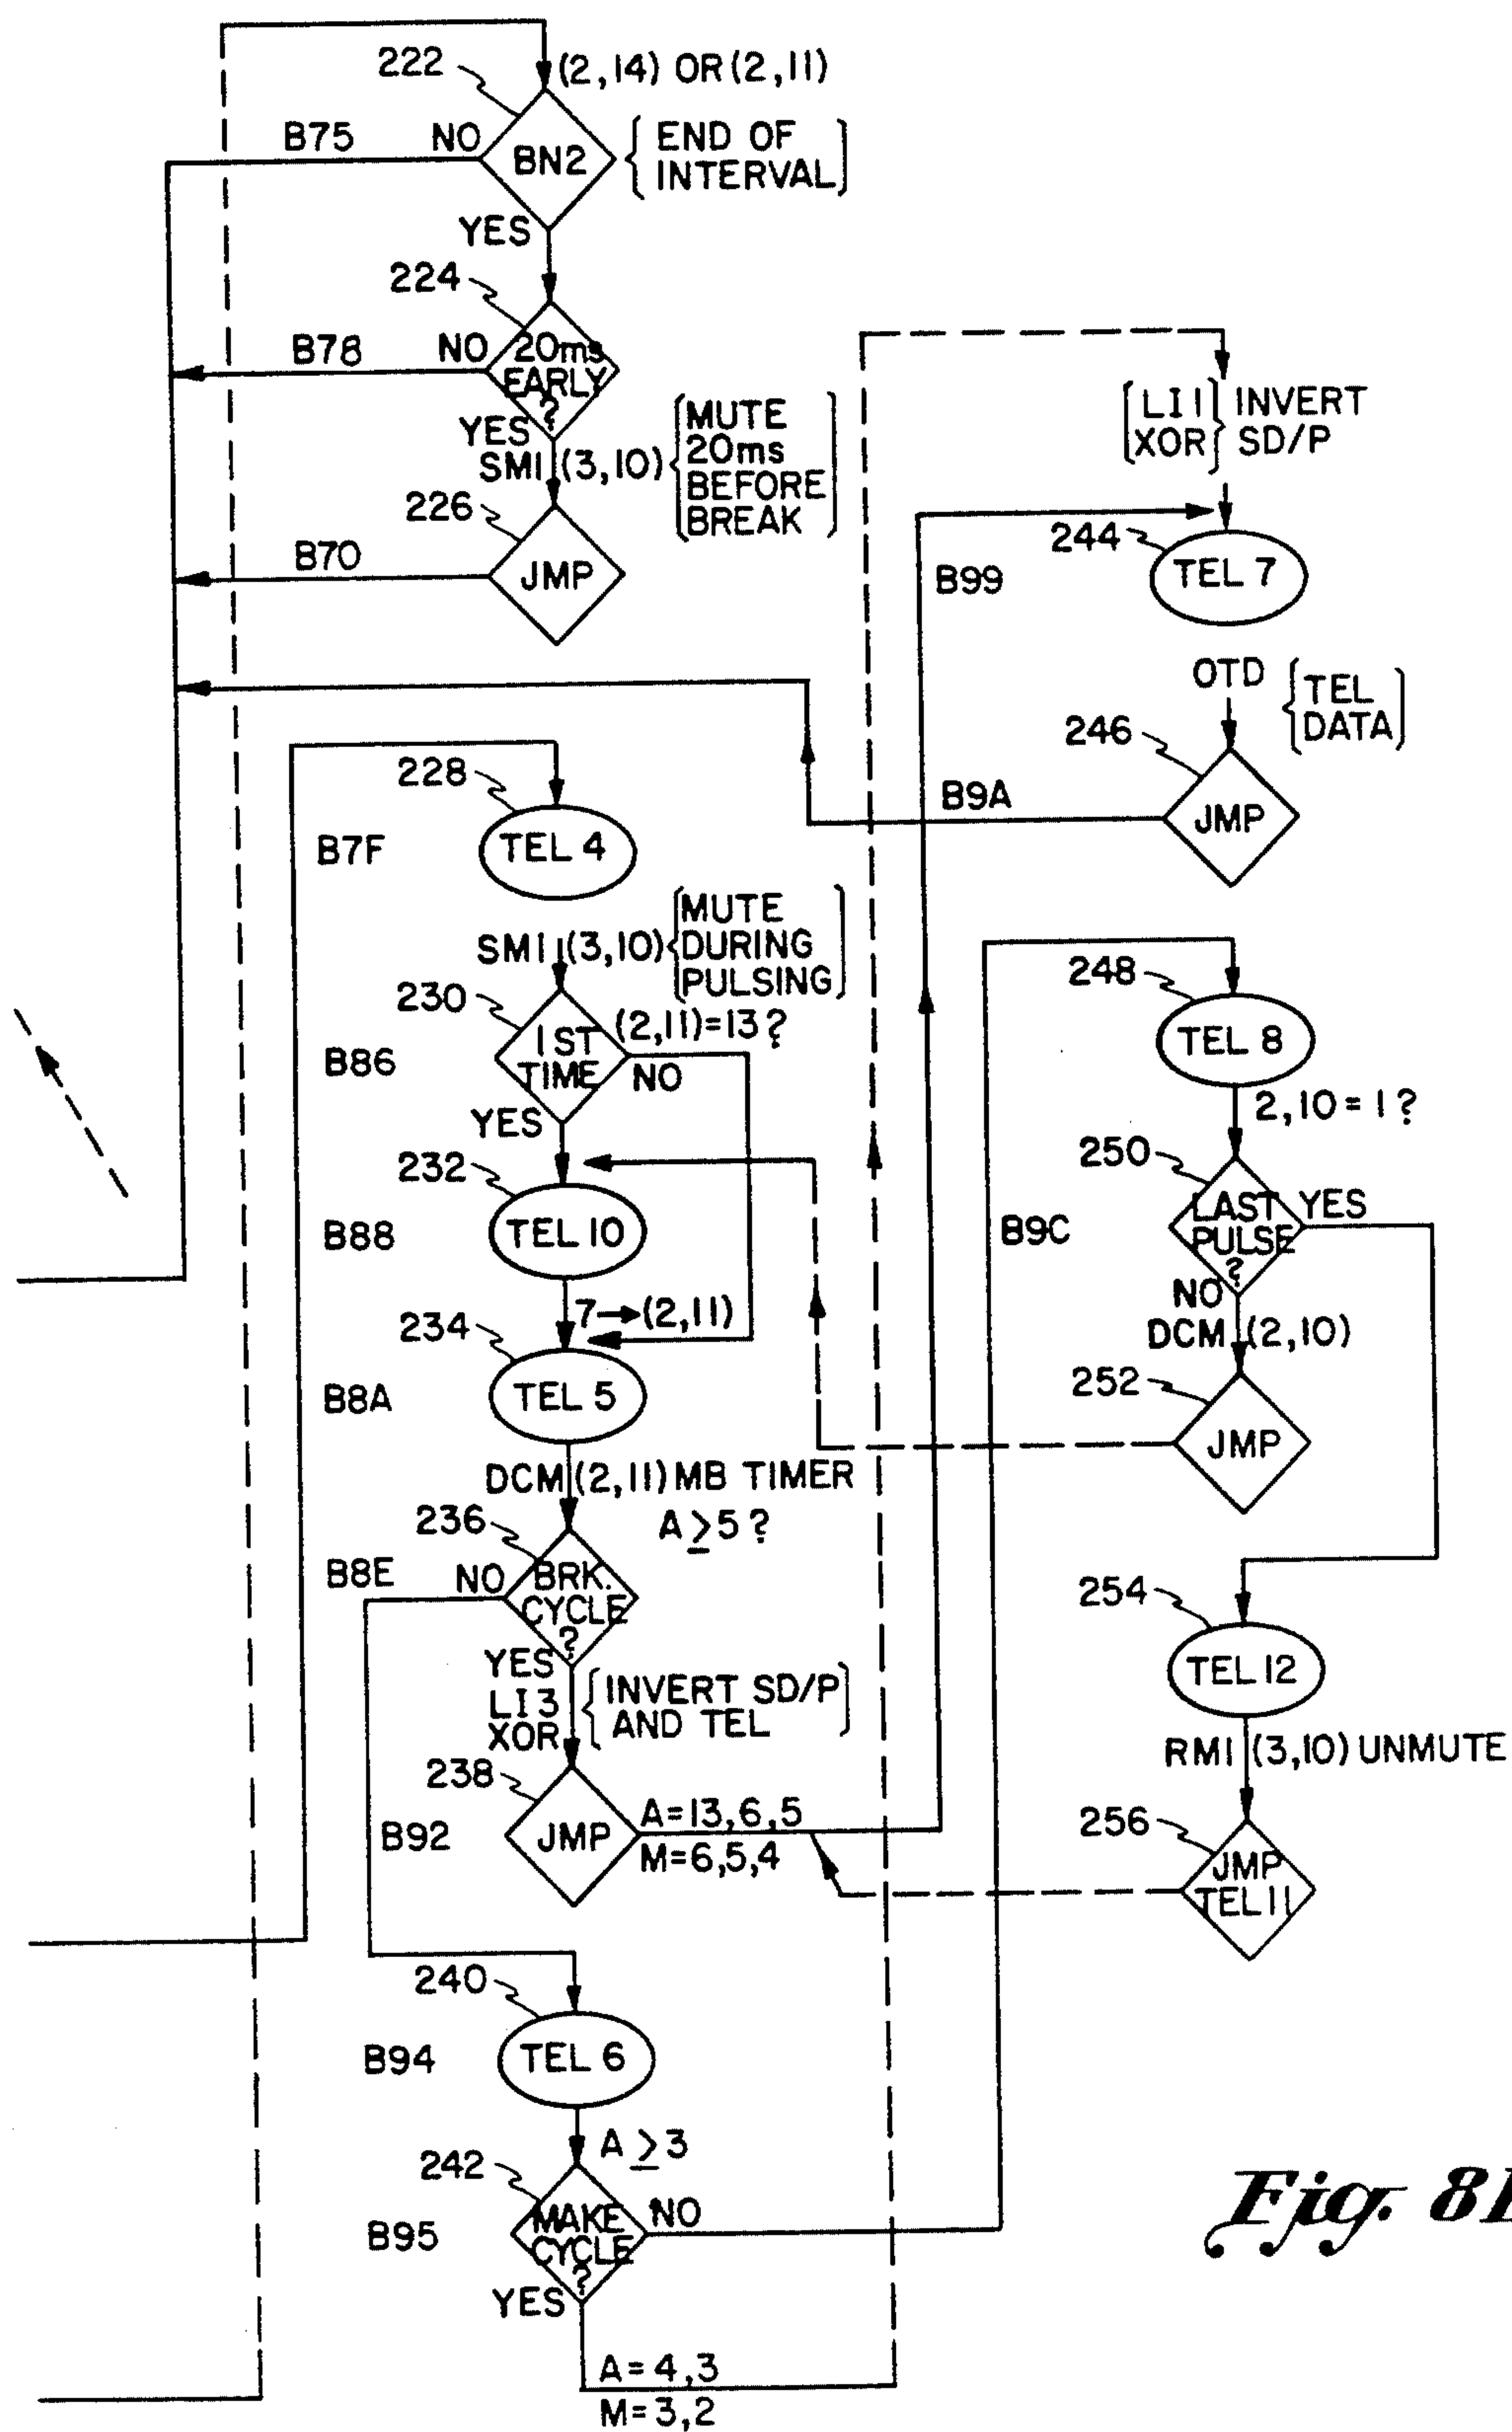 222
(2,14) OR (2,11)
B75
NO
BN2
END OF
INTERVAL
YES
224
B78
NO
20ms
EARLY
?
YES
SM1 (3,10)
MUTE
20ms
BEFORE
BREAK
226
B70
JMP
228
B7F
TEL 4
SM1 (3,10)
MUTE
DURING
PULSING
230
(2,11)=13?
B86
1ST
TIME
NO
YES
232
B88
TEL 10
7→(2,11)
234
B8A
TEL 5
DCM (2,11) MB TIMER
236
A ≥ 5?
B8E
NO
BRK.
CYCLE
?
YES
LI3
XOR
INVERT SD/P
AND TEL
238
B92
JMP
A=13,6,5
M=6,5,4
240
B94
TEL 6
A ≥ 3
242
B95
MAKE
CYCLE
?
NO
YES
A=4,3
M=3,2
LI1
XOR
INVERT
SD/P
244
B99
TEL 7
OTD
TEL
DATA
246
B9A
JMP
248
TEL 8
2,10 = 1?
250
B9C
LAST
PULSE
?
YES
NO
DCM (2,10)
252
JMP
254
TEL 12
RM1 (3,10) UNMUTE
256
JMP
TEL 11
Fig.